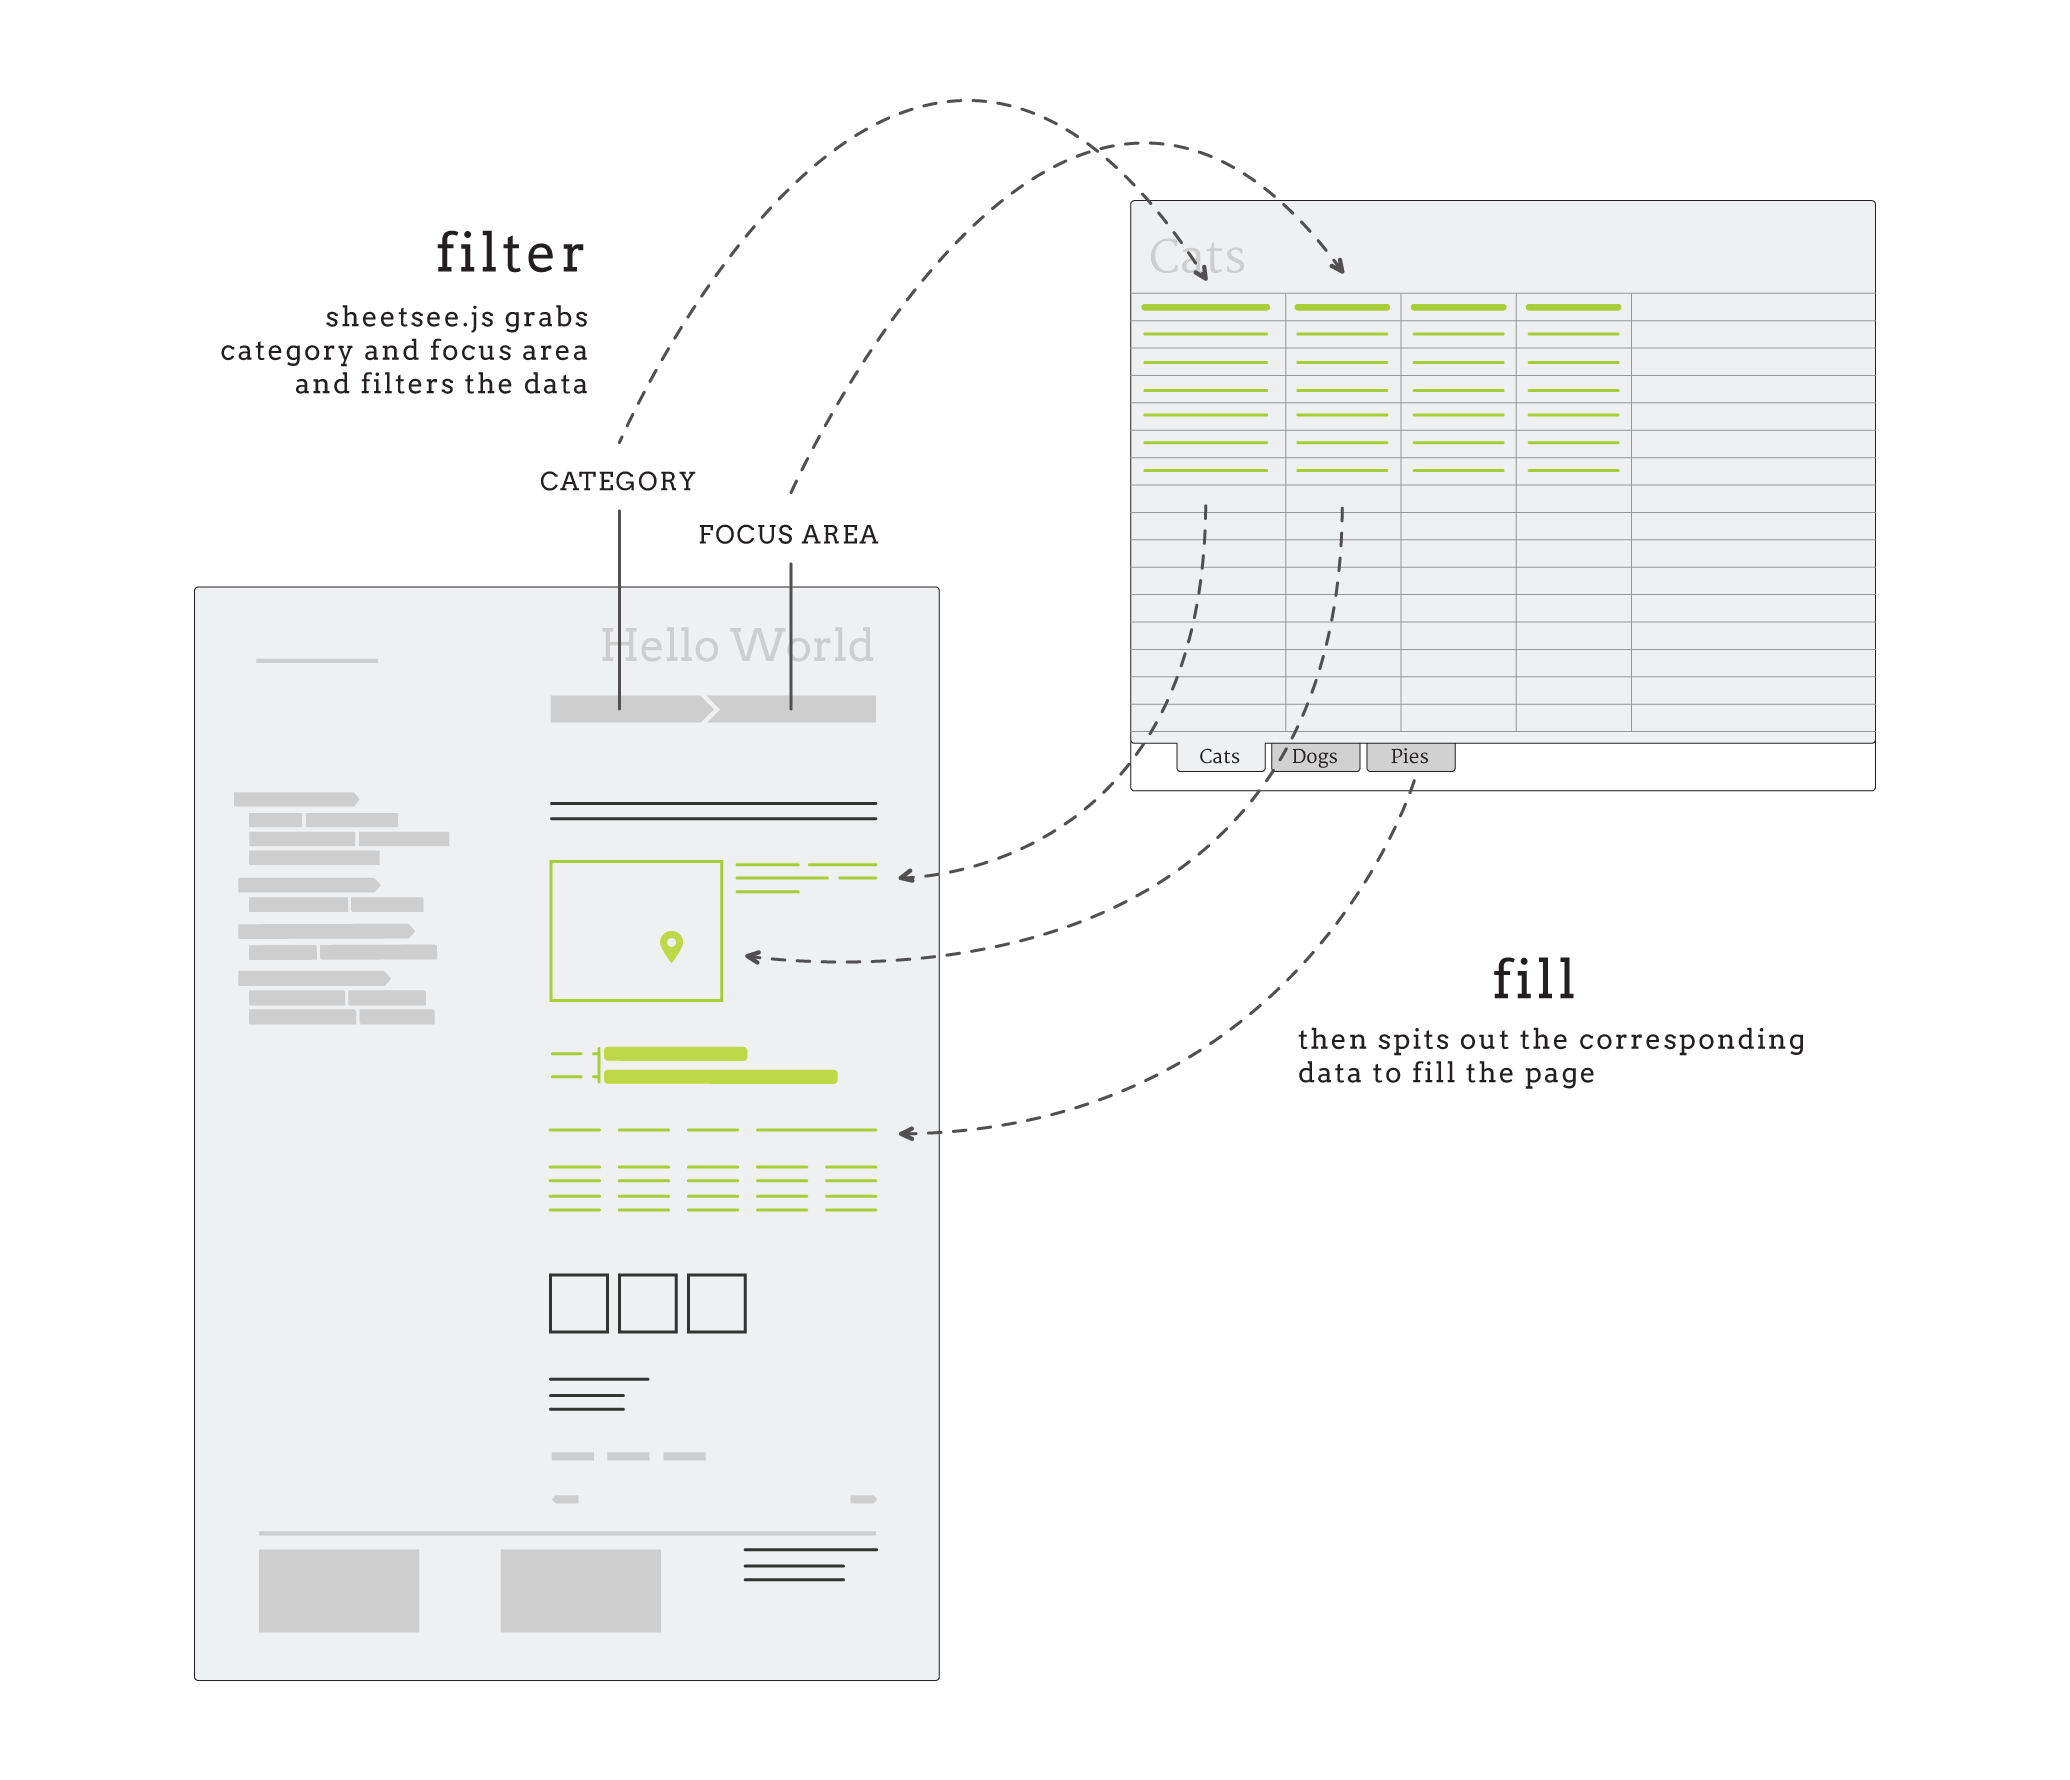 filter
sheetsee.js grabs
category and focus area
and filters the data
CATEGORY
FOCUS AREA
Hello World
Cats
Cats
Dogs
Pies
fill
then spits out the corresponding
data to fill the page